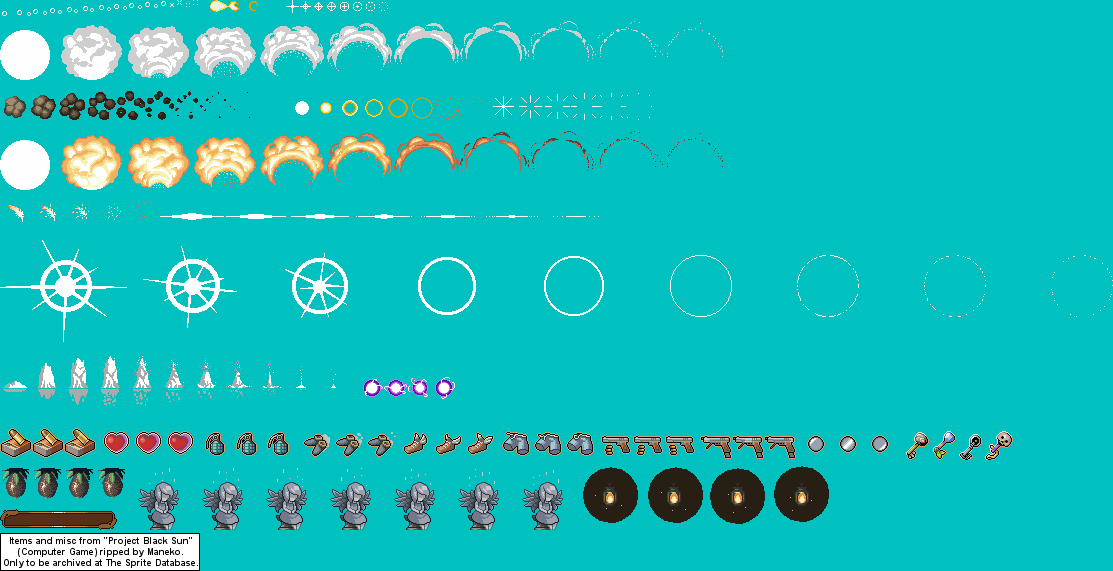 Items and misc from "Project Black Sun"
(Computer Game) ripped by Maneko.
Only to be archived at The Sprite Database.